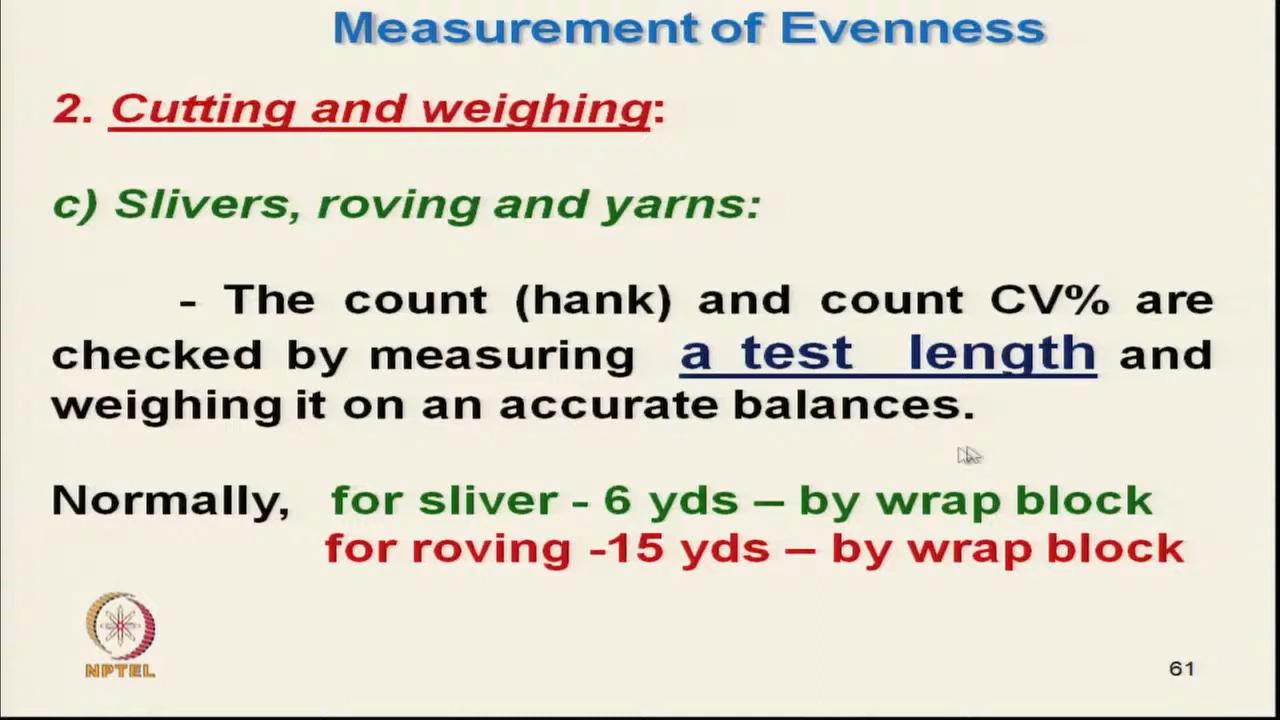 Measurement of Evenness
2. Cutting and weighing:
c) Slivers, roving and yarns:
- The count (hank) and count CV% are
checked by measuring a test length and
weighing it on an accurate balances.
Normally, for sliver - 6 yds – by wrap block
for roving -15 yds – by wrap block
NPTEL
61